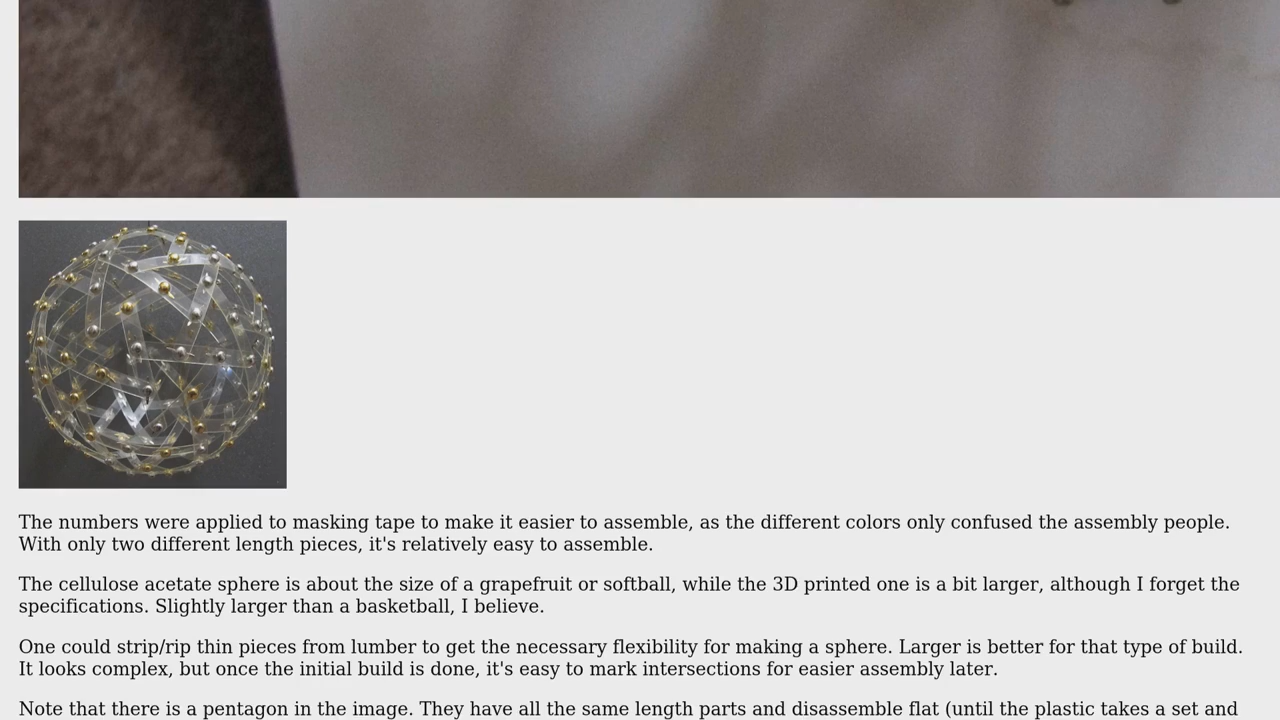 The numbers were applied to masking tape to make it easier to assemble, as the different colors only confused the assembly people.
With only two different length pieces, it's relatively easy to assemble.
The cellulose acetate sphere is about the size of a grapefruit or softball, while the 3D printed one is a bit larger, although I forget the
specifications. Slightly larger than a basketball, I believe.
One could strip/rip thin pieces from lumber to get the necessary flexibility for making a sphere. Larger is better for that type of build.
It looks complex, but once the initial build is done, it's easy to mark intersections for easier assembly later.
Note that there is a pentagon in the image. They have all the same length parts and disassemble flat (until the plastic takes a set and